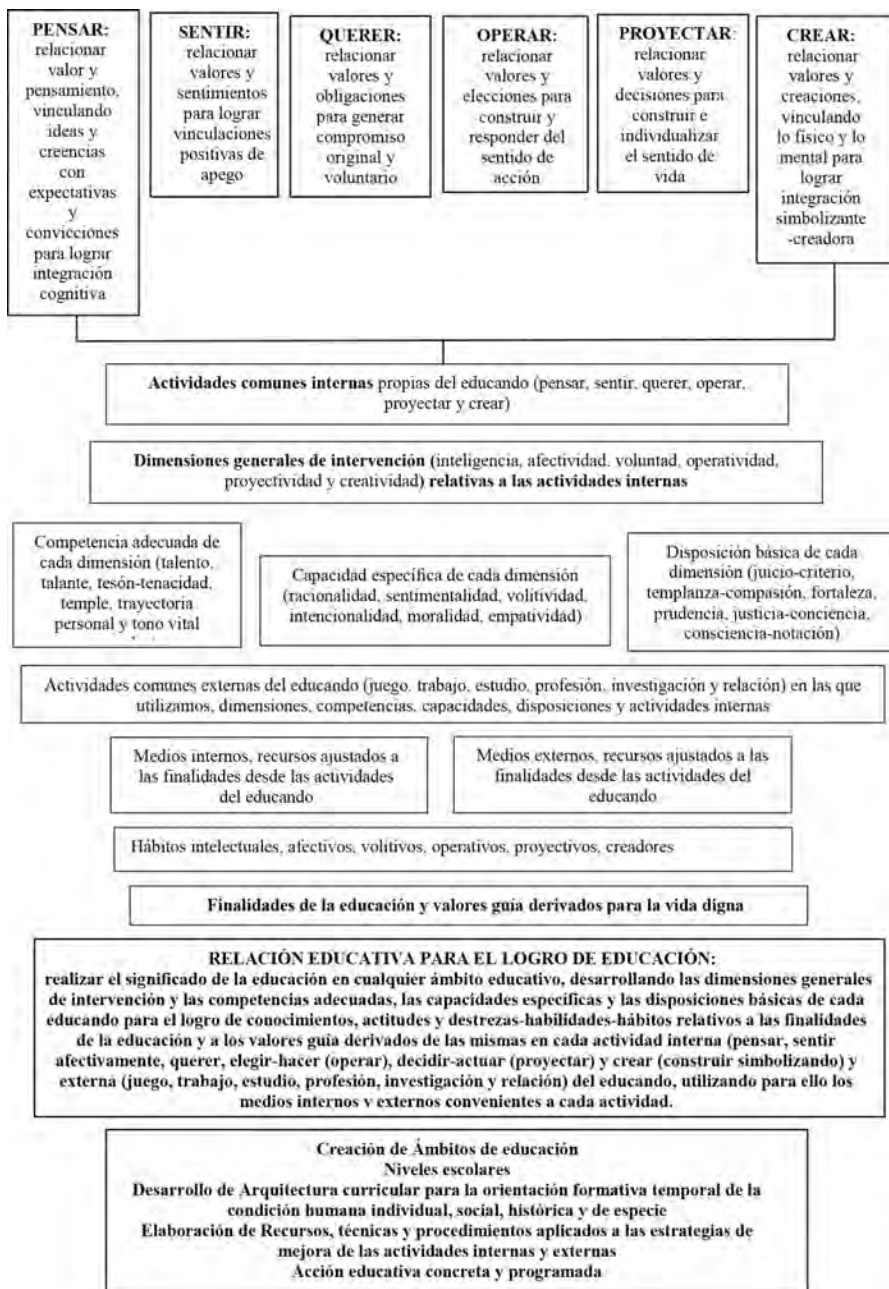 PENSAR:
relacionar
valor y
pensamiento,
vinculando
ideas y
creencias
con
expectativas
y
convicciones
para lograr
integración
cognitiva
SENTIR:
relacionar
valores y
sentimientos
para lograr
vinculaciones
positivas de
apego
QUERER:
relacionar
valores y
obligaciones
para generar
compromiso
original y
voluntario
OPERAR:
relacionar
valores y
elecciones para
construir y
responder del
sentido de
acción
PROYECTAR:
relacionar
valores y
decisiones para
construir e
individualizar
el sentido de
vida
CREAR:
relacionar
valores y
creaciones,
vinculando
lo físico y lo
mental para
lograr
integración
simbolizante
-creadora
Actividades comunes internas propias del educando (pensar, sentir, querer, operar,
proyectar y crear)
Dimensiones generales de intervención (inteligencia, afectividad. voluntad, operatividad,
proyectividad y creatividad) relativas a las actividades internas
Competencia adecuada de
cada dimensión (talento,
talante, tesón-tenacidad,
temple, trayectoria
personal y tono vital
Capacidad específica de cada dimensión
(racionalidad, sentimentalidad, volitividad,
intencionalidad, moralidad, empatividad)
Disposición básica de cada
dimensión (juicio-criterio,
templanza-compasión, fortaleza,
prudencia, justicia-conciencia,
consciencia-notación)
Actividades comunes externas del educando (juego, trabajo, estudio, profesión, investigación y relación) en las que
utilizamos, dimensiones, competencias, capacidades, disposiciones y actividades internas
Medios internos, recursos ajustados a
las finalidades desde las actividades
del educando
Medios externos, recursos ajustados a las
finalidades desde las actividades del
educando
Hábitos intelectuales, afectivos, volitivos, operativos, proyectivos, creadores
Finalidades de la educación y valores guía derivados para la vida digna
RELACIÓN EDUCATIVA PARA EL LOGRO DE EDUCACIÓN:
realizar el significado de la educación en cualquier ámbito educativo, desarrollando las dimensiones generales
de intervención y las competencias adecuadas, las capacidades específicas y las disposiciones básicas de cada
educando para el logro de conocimientos, actitudes y destrezas-habilidades-hábitos relativos a las finalidades
de la educación y a los valores guía derivados de las mismas en cada actividad interna (pensar, sentir
afectivamente, querer, elegir-hacer (operar), decidir-actuar (proyectar) y crear (construir simbolizando) y
externa (juego, trabajo, estudio, profesión, investigación y relación) del educando, utilizando para ello los
medios internos y externos convenientes a cada actividad.
Creación de Ámbitos de educación
Niveles escolares
Desarrollo de Arquitectura curricular para la orientación formativa temporal de la
condición humana individual, social, histórica y de especie
Elaboración de Recursos, técnicas y procedimientos aplicados a las estrategias de
mejora de las actividades internas y externas
Acción educativa concreta y programada